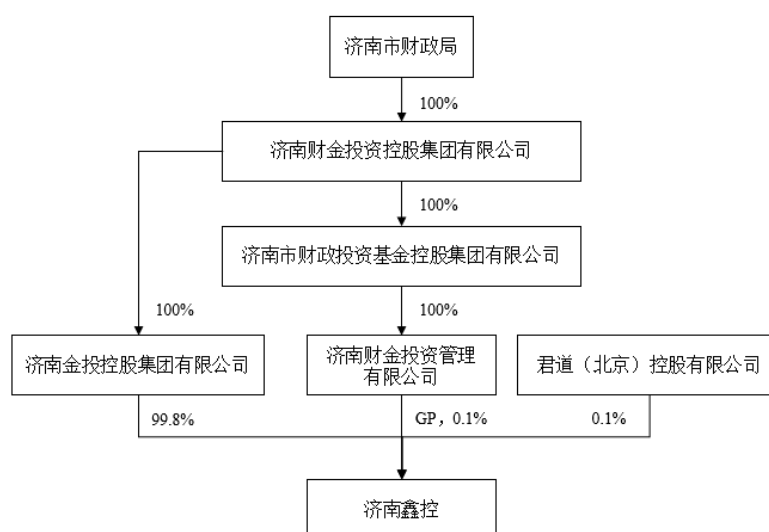 济南市财政局
100%
济南财金投资控股集团有限公司
100%
济南市财政投资基金控股集团有限公司
100%
100%
济南金投控股集团有限公司
济南财金投资管理
有限公司
君道（北京）控股有限公司
99.8%
GP，0.1%
0.1%
济南鑫控